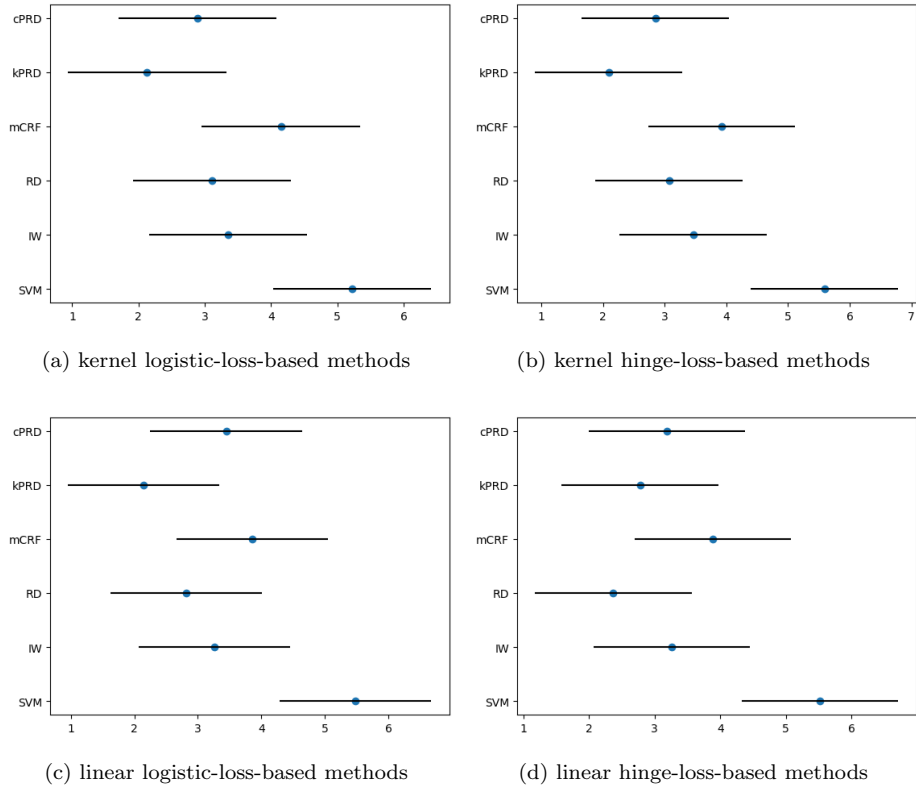 cPRD
kPRD
mCRF
RD
IW
SVM
1 2 3 4 5 6
(a) kernel logistic-loss-based methods
cPRD
kPRD
mCRF
RD
IW
SVM
1 2 3 4 5 6 7
(b) kernel hinge-loss-based methods
cPRD
kPRD
mCRF
RD
IW
SVM
1 2 3 4 5 6
(c) linear logistic-loss-based methods
cPRD
kPRD
mCRF
RD
IW
SVM
1 2 3 4 5 6
(d) linear hinge-loss-based methods